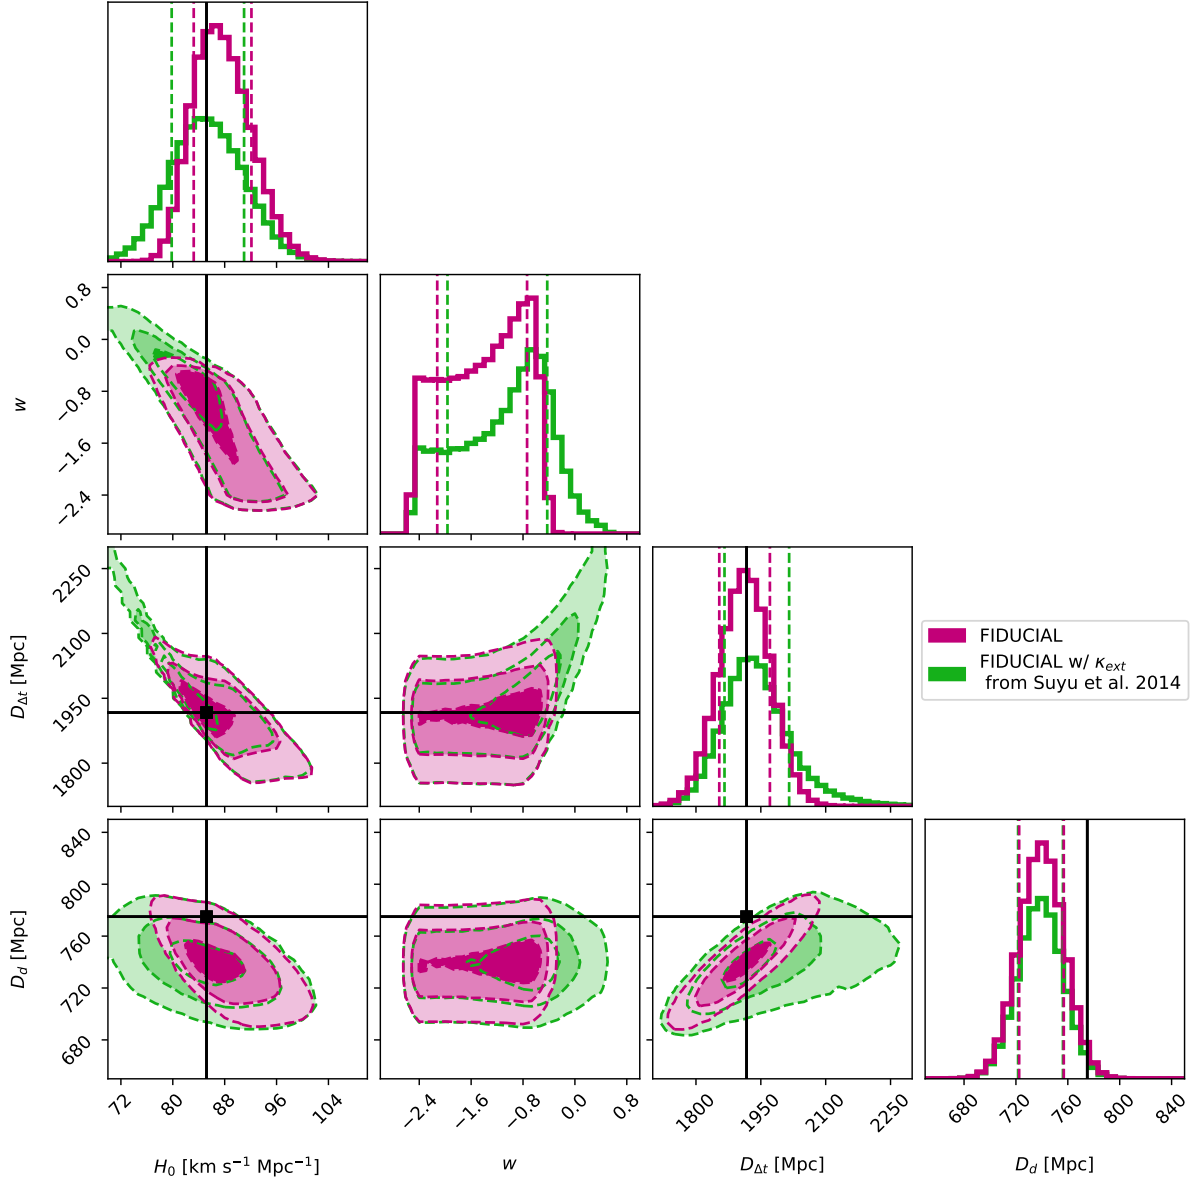 0.8
0.0
−0.8
−1.6
−2.4
w
2250
2100
1950
1800
D_Δt [Mpc]
FIDUCIAL
FIDUCIAL w/ κ_ext
from Suyu et al. 2014
840
800
760
720
680
D_d [Mpc]
72 80 88 96 104
−2.4 −1.6 −0.8 0.0 0.8
1800 1950 2100 2250
680 720 760 800 840
H₀ [km s⁻¹ Mpc⁻¹]
w
D_Δt [Mpc]
D_d [Mpc]